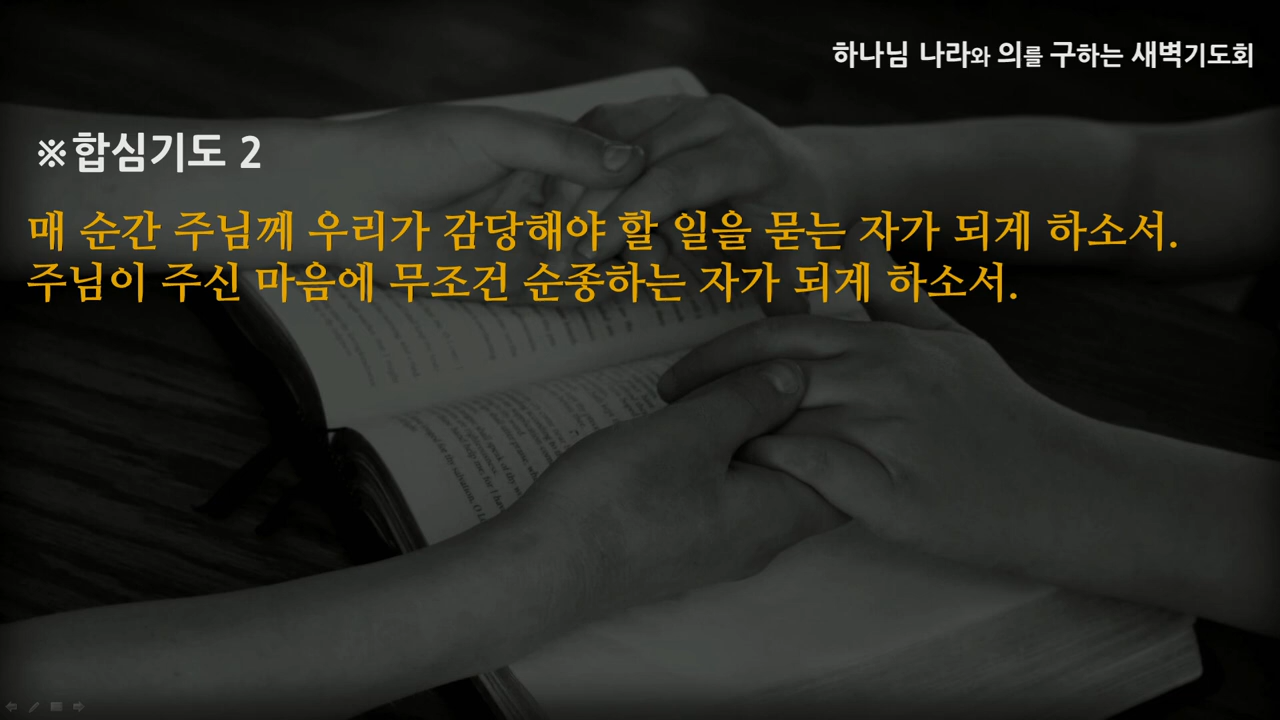 하나님 나라와 의를 구하는 새벽기도회
※합심기도 2
매 순간 주님께 우리가 감당해야 할 일을 묻는 자가 되게 하소서.
주님이 주신 마음에 무조건 순종하는 자가 되게 하소서.